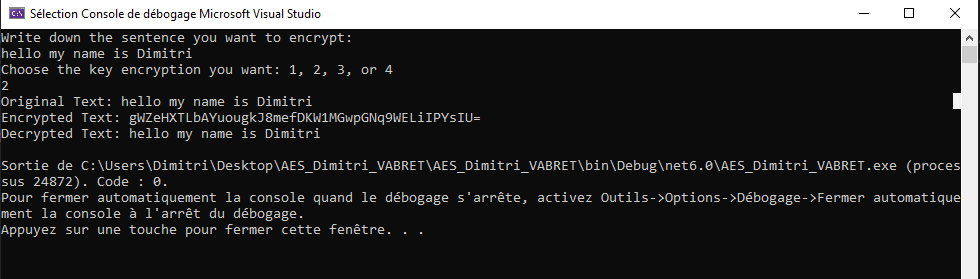 Sélection Console de débogage Microsoft Visual Studio
Write down the sentence you want to encrypt:
hello my name is Dimitri
Choose the key encryption you want: 1, 2, 3, or 4
2
Original Text: hello my name is Dimitri
Encrypted Text: gWZeHXTLbAYuougkJ8mefDKW1MGwpGNq9WELiIPYsIU=
Decrypted Text: hello my name is Dimitri
Sortie de C:\Users\Dimitri\Desktop\AES_Dimitri_VABRET\AES_Dimitri_VABRET\bin\Debug\net6.0\AES_Dimitri_VABRET.exe (proces
sus 24872). Code : 0.
Pour fermer automatiquement la console quand le débogage s'arrête, activez Outils->Options->Débogage->Fermer automatique
ment la console à l'arrêt du débogage.
Appuyez sur une touche pour fermer cette fenêtre. . .